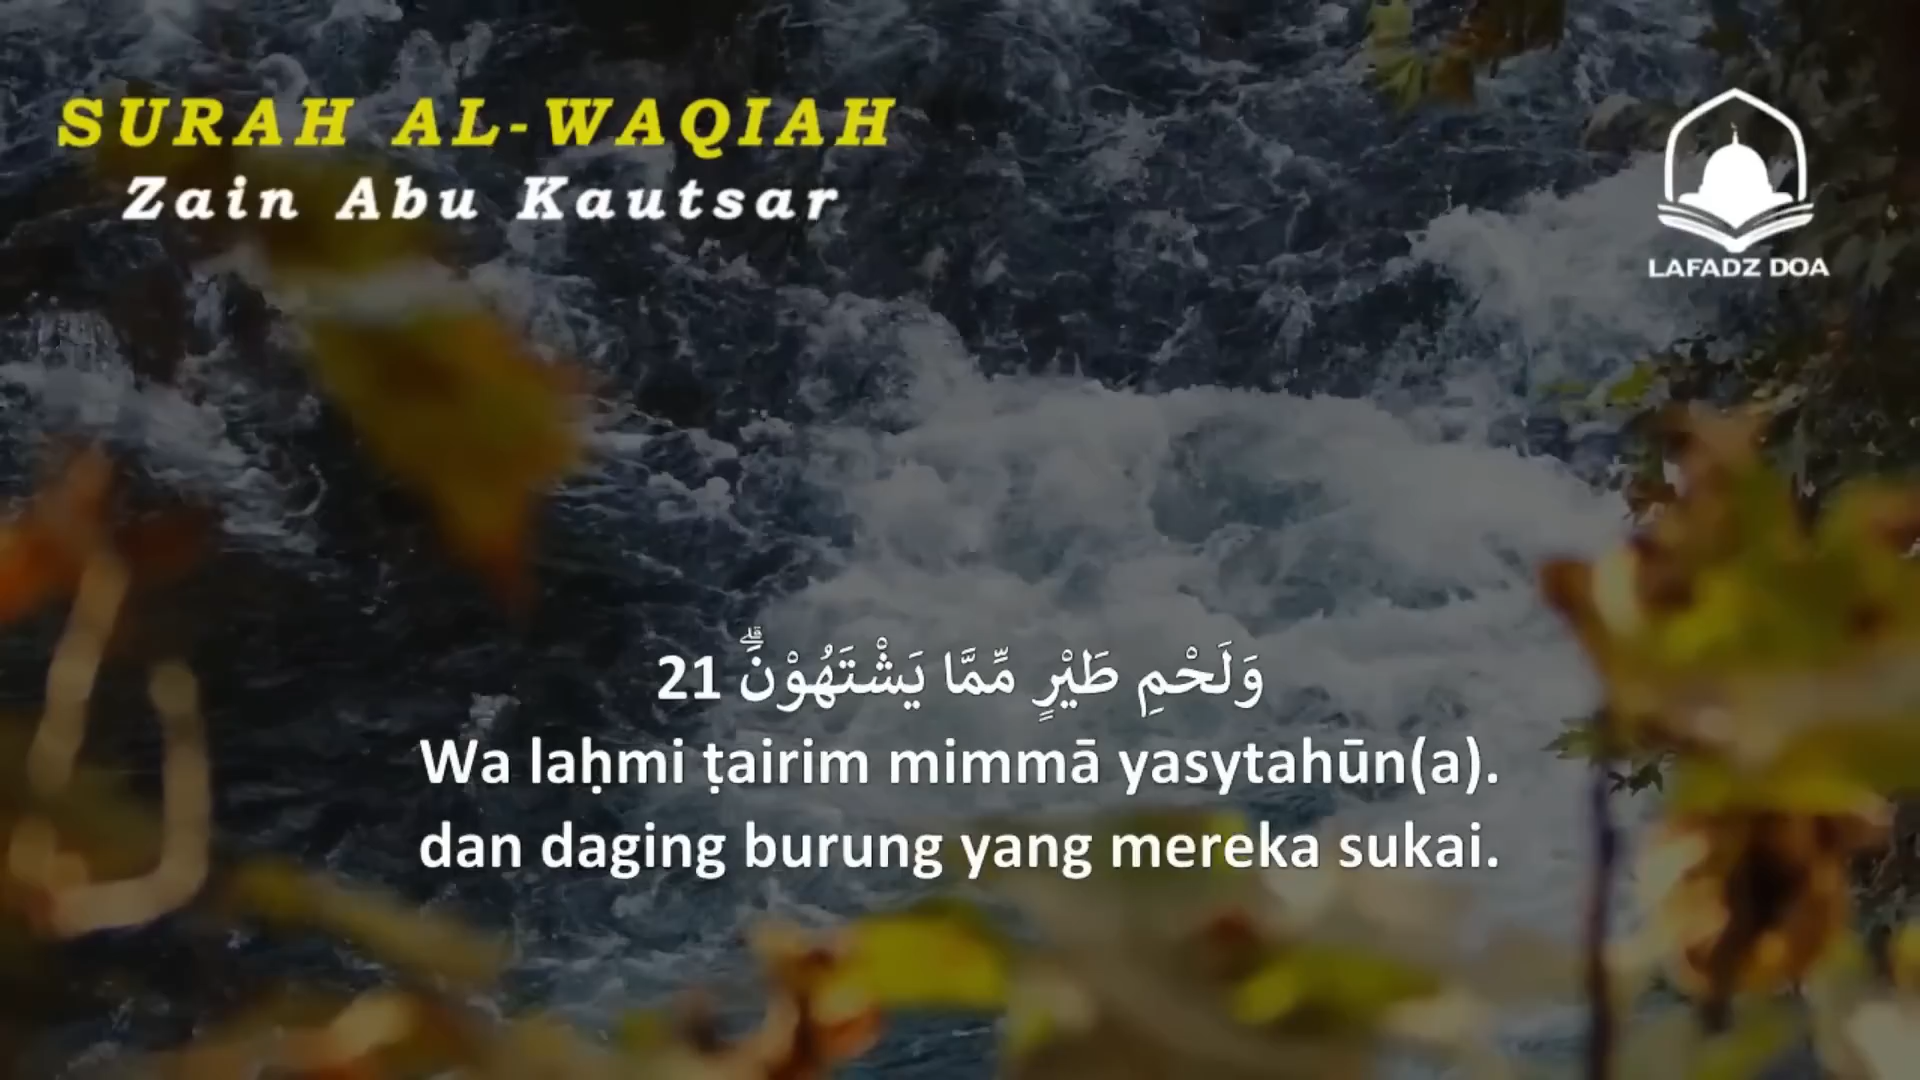 SURAH AL-WAQIAH
Zain Abu Kautsar
LAFADZ DOA
وَلَحْمِ طَيْرٍ مِّمَّا يَشْتَهُوْنَۗ 21
Wa laḥmi ṭairim mimmā yasytahūn(a).
dan daging burung yang mereka sukai.